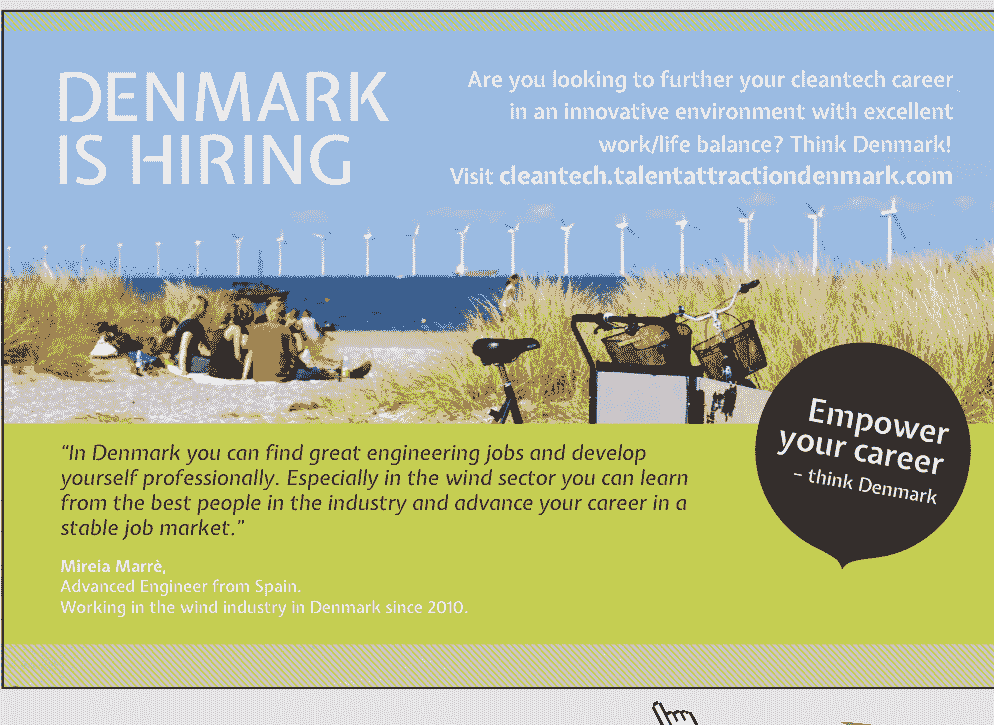 DENMARK
IS HIRING
Are you looking to further your cleantech career
in an innovative environment with excellent
work/life balance? Think Denmark!
Visit cleantech.talentattractiondenmark.com
Empower
your career
– think Denmark
“In Denmark you can find great engineering jobs and develop
yourself professionally. Especially in the wind sector you can learn
from the best people in the industry and advance your career in a
stable job market.”
Mireia Marrè,
Advanced Engineer from Spain.
Working in the wind industry in Denmark since 2010.